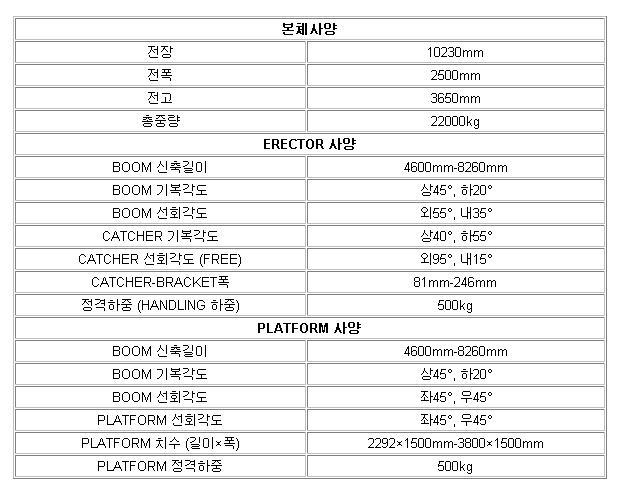 본체사양
전장 10230mm
전폭 2500mm
전고 3650mm
총중량 22000kg
ERECTOR 사양
BOOM 신축길이 4600mm-8260mm
BOOM 기복각도 상45°, 하20°
BOOM 선회각도 외55°, 내35°
CATCHER 기복각도 상40°, 하55°
CATCHER 선회각도 (FREE) 외95°, 내15°
CATCHER-BRACKET폭 81mm-246mm
정격하중 (HANDLING 하중) 500kg
PLATFORM 사양
BOOM 신축길이 4600mm-8260mm
BOOM 기복각도 상45°, 하20°
BOOM 선회각도 좌45°, 우45°
PLATFORM 선회각도 좌45°, 우45°
PLATFORM 치수 (길이×폭) 2292×1500mm-3800×1500mm
PLATFORM 정격하중 500kg